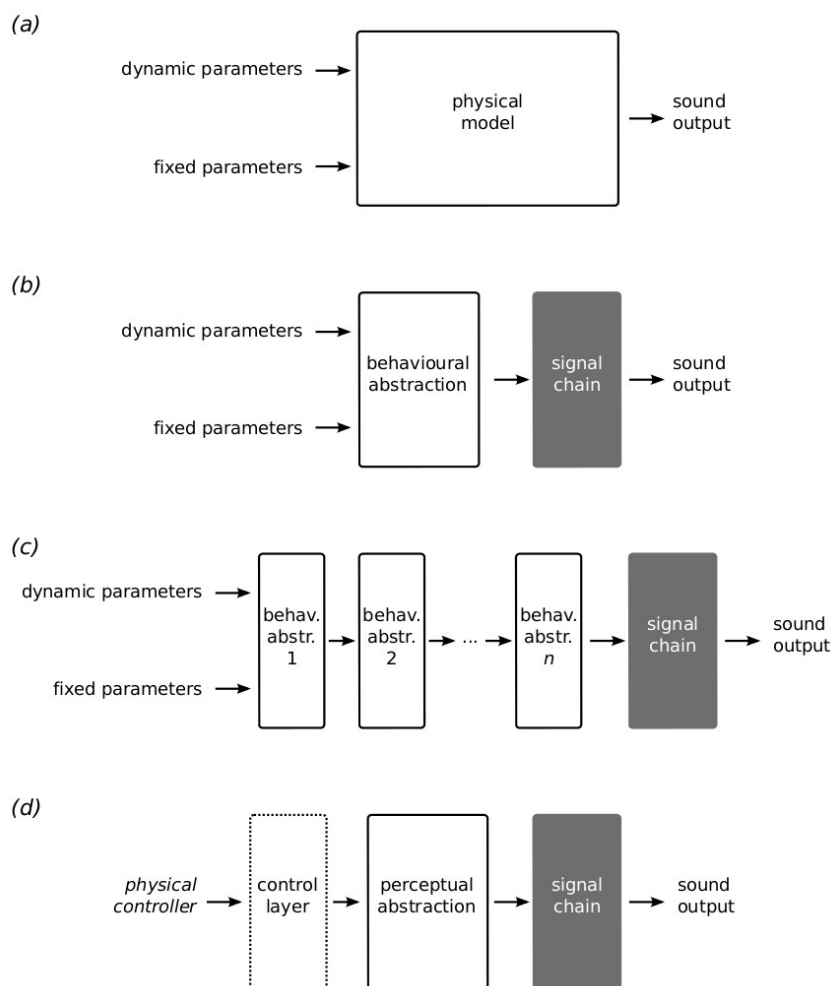 (a)
dynamic parameters
fixed parameters
physical
model
sound
output
(b)
dynamic parameters
fixed parameters
behavioural
abstraction
signal
chain
sound
output
(c)
dynamic parameters
fixed parameters
behav.
abstr.
1
behav.
abstr.
2
...
behav.
abstr.
n
signal
chain
sound
output
(d)
physical
controller
control
layer
perceptual
abstraction
signal
chain
sound
output